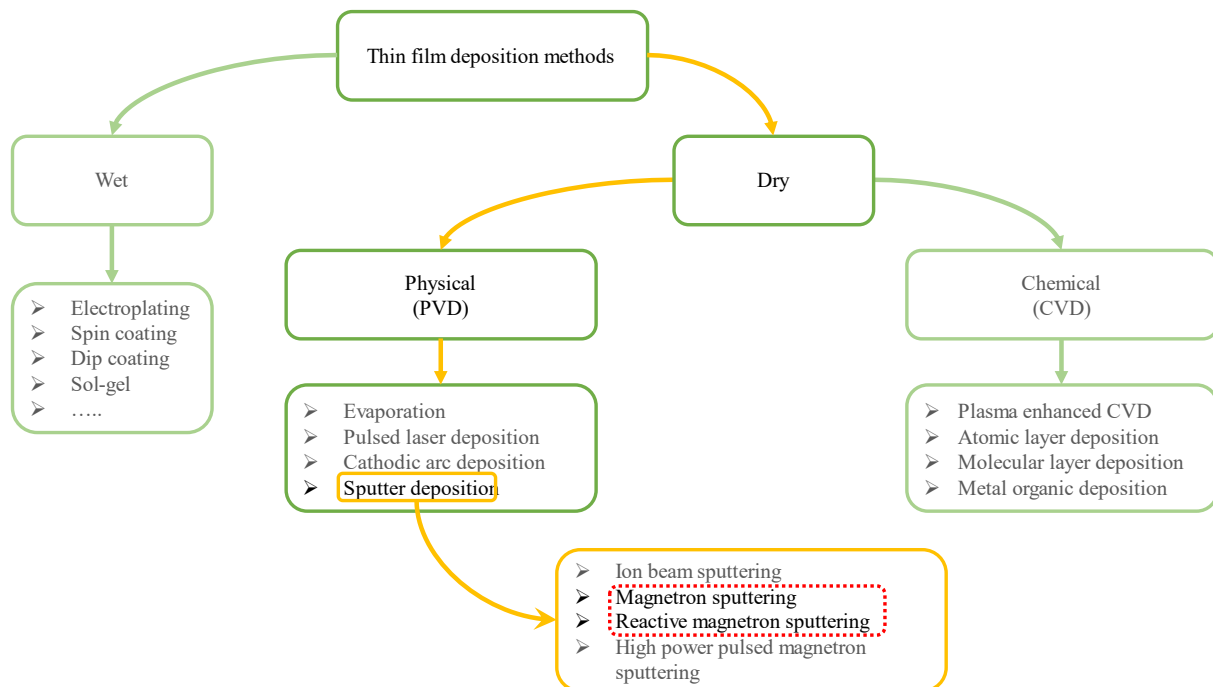 Thin film deposition methods
Wet
Dry
Physical
(PVD)
Chemical
(CVD)
➢ Electroplating
➢ Spin coating
➢ Dip coating
➢ Sol-gel
➢ …..
➢ Evaporation
➢ Pulsed laser deposition
➢ Cathodic arc deposition
➢ Sputter deposition
➢ Plasma enhanced CVD
➢ Atomic layer deposition
➢ Molecular layer deposition
➢ Metal organic deposition
➢ Ion beam sputtering
➢ Magnetron sputtering
➢ Reactive magnetron sputtering
➢ High power pulsed magnetron
sputtering